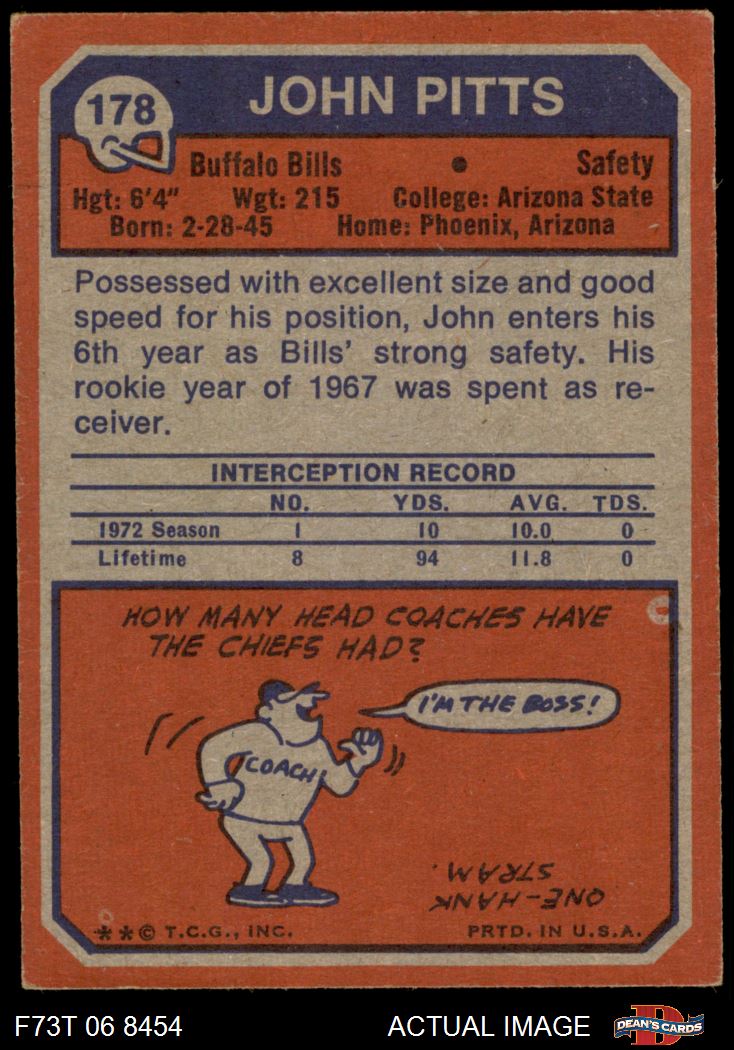 178
JOHN PITTS
Buffalo Bills • Safety
Hgt: 6'4" Wgt: 215 College: Arizona State
Born: 2-28-45 Home: Phoenix, Arizona
Possessed with excellent size and good
speed for his position, John enters his
6th year as Bills' strong safety. His
rookie year of 1967 was spent as re-
ceiver.
INTERCEPTION RECORD
NO. YDS. AVG. TDS.
1972 Season 1 10 10.0 0
Lifetime 8 94 11.8 0
HOW MANY HEAD COACHES HAVE
THE CHIEFS HAD?
I'M THE BOSS!
COACH
ONE-HANK
STRAM.
**© T.C.G., INC. PRTD. IN U.S.A.
F73T 06 8454 ACTUAL IMAGE
D
DEAN'S CARDS